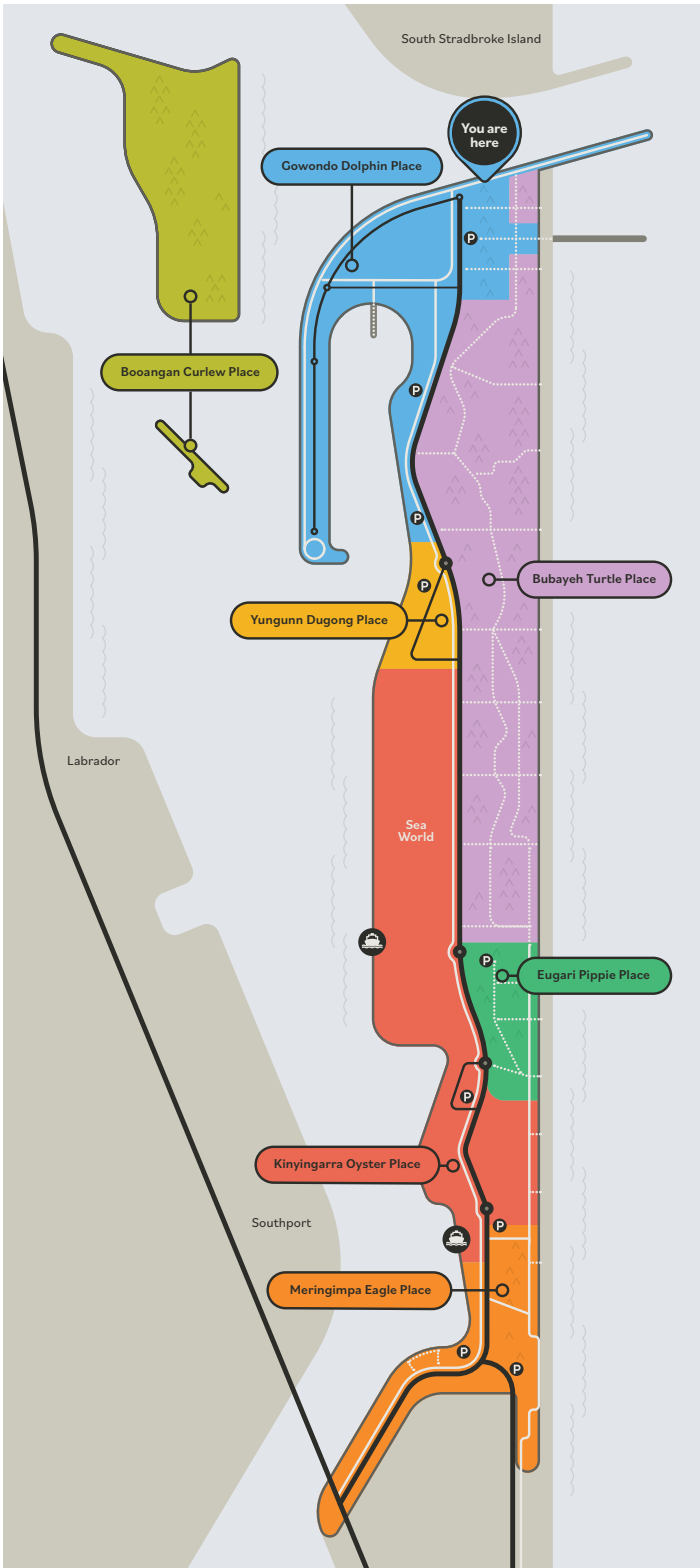 South Stradbroke Island
You are
here
Gowondo Dolphin Place
P
Booangan Curlew Place
P
P
Bubayeh Turtle Place
P
Yungunn Dugong Place
Labrador
Sea
World
P
Eugari Pippie Place
P
Kinyingarra Oyster Place
Southport
P
Meringimpa Eagle Place
P
P